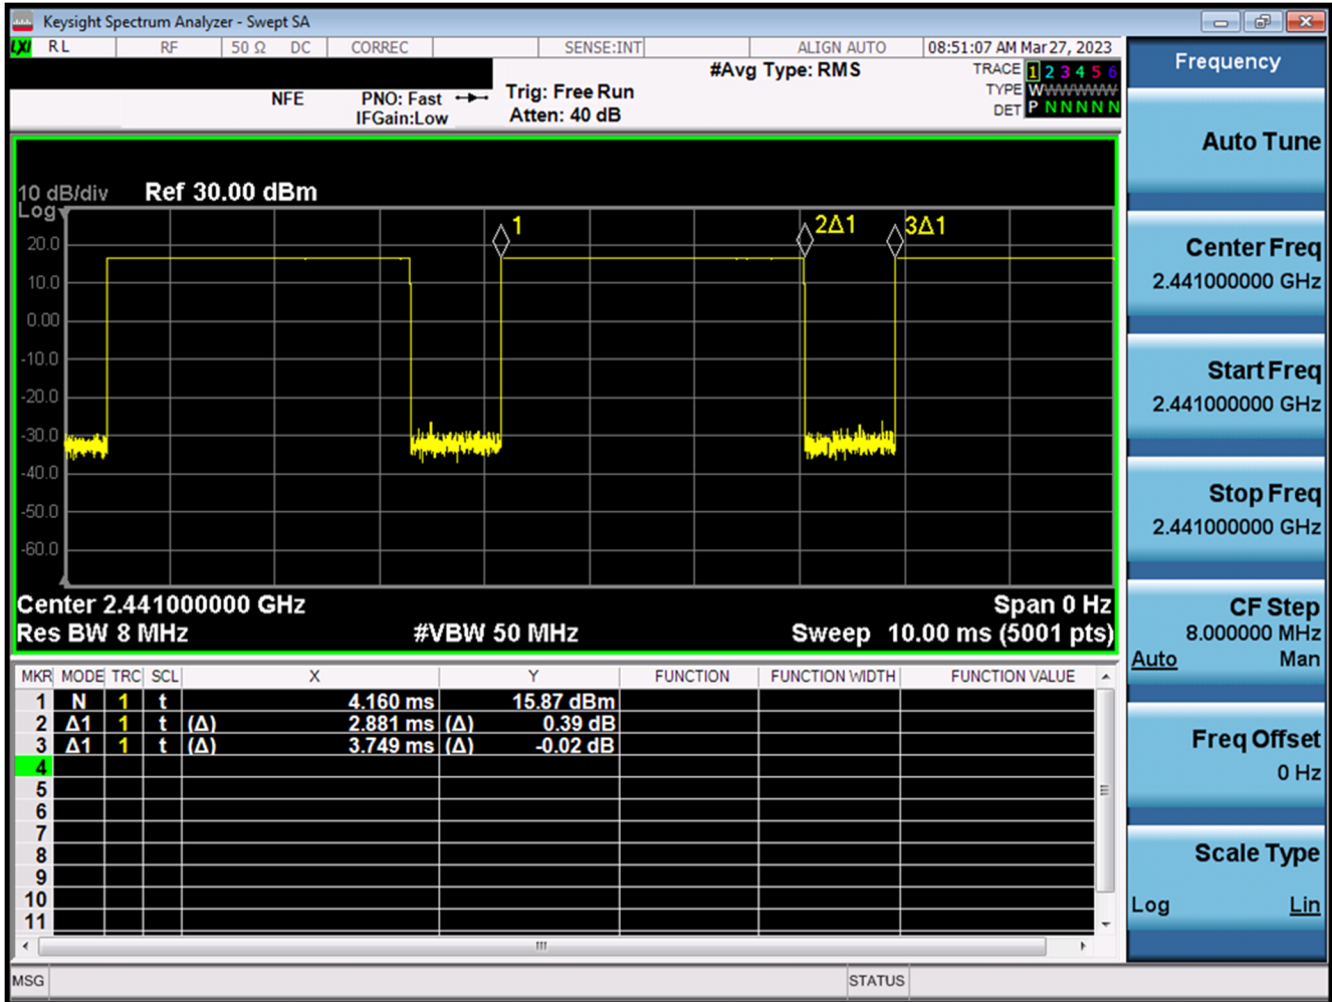 Keysight Spectrum Analyzer - Swept SA
LXI RL RF 50 Ω DC CORREC SENSE:INT ALIGN AUTO 08:51:07 AM Mar 27, 2023
NFE
PNO: Fast
IFGain:Low
Trig: Free Run
Atten: 40 dB
#Avg Type: RMS
TRACE 1 2 3 4 5 6
TYPE WWWWWW
DET P N N N N N
10 dB/div Ref 30.00 dBm
Log
1
2Δ1
3Δ1
20.0
10.0
0.00
-10.0
-20.0
-30.0
-40.0
-50.0
-60.0
Center 2.441000000 GHz Span 0 Hz
Res BW 8 MHz #VBW 50 MHz Sweep 10.00 ms (5001 pts)
MKR MODE TRC SCL X Y FUNCTION FUNCTION WIDTH FUNCTION VALUE
1 N 1 t 4.160 ms 15.87 dBm
2 Δ1 1 t (Δ) 2.881 ms (Δ) 0.39 dB
3 Δ1 1 t (Δ) 3.749 ms (Δ) -0.02 dB
4
5
6
7
8
9
10
11
MSG STATUS
Frequency
Auto Tune
Center Freq
2.441000000 GHz
Start Freq
2.441000000 GHz
Stop Freq
2.441000000 GHz
CF Step
8.000000 MHz
Auto Man
Freq Offset
0 Hz
Scale Type
Log Lin